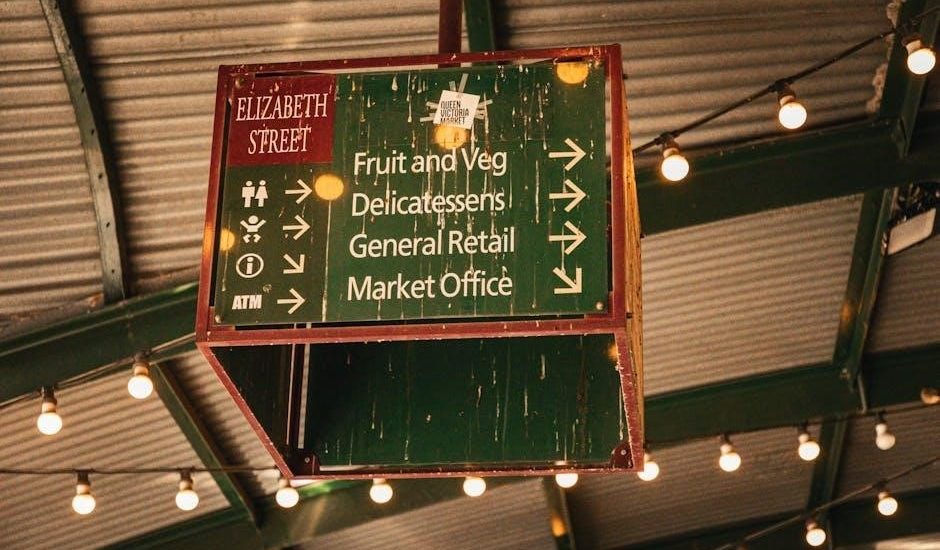 ELIZABETH
STREET
QUEEN
VICTORIA
MARKET
Fruit and Veg
Delicatessens
General Retail
Market Office
i
ATM